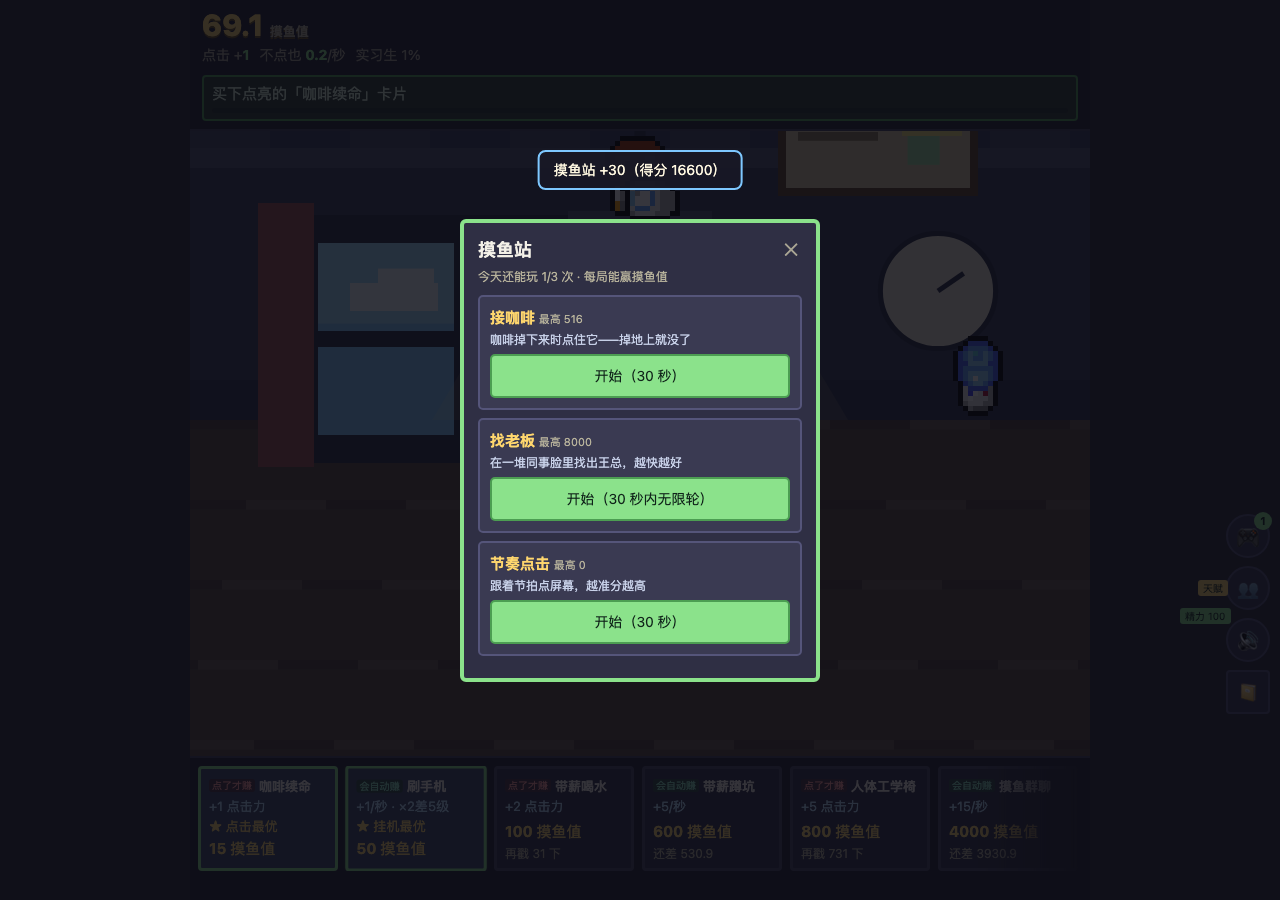 69.1 摸鱼值
点击 +1 不点也 0.2/秒 实习生 1%
买下点亮的「咖啡续命」卡片
摸鱼站 +30（得分 16600）
摸鱼站
今天还能玩 1/3 次 · 每局能赢摸鱼值
接咖啡 最高 516
咖啡掉下来时点住它——掉地上就没了
开始（30 秒）
找老板 最高 8000
在一堆同事脸里找出王总，越快越好
开始（30 秒内无限轮）
节奏点击 最高 0
跟着节拍点屏幕，越准分越高
开始（30 秒）
1
天赋
精力 100
点了才赚 咖啡续命
+1 点击力
★ 点击最优
15 摸鱼值
会自动赚 刷手机
+1/秒 · ×2差5级
★ 挂机最优
50 摸鱼值
点了才赚 带薪喝水
+2 点击力
100 摸鱼值
再戳 31 下
会自动赚 带薪蹲坑
+5/秒
600 摸鱼值
还差 530.9
点了才赚 人体工学椅
+5 点击力
800 摸鱼值
再戳 731 下
会自动赚 摸鱼群聊
+15/秒
4000 摸鱼值
还差 3930.9